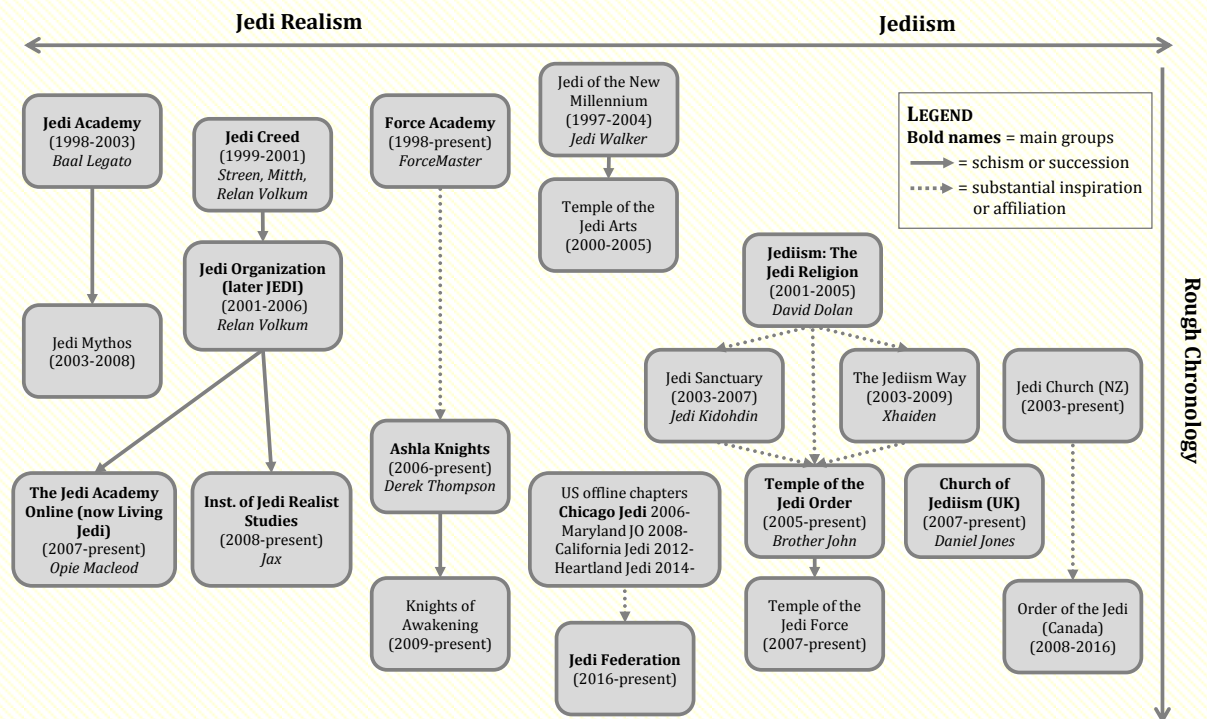 Jedi Realism
Jediism
Jedi Academy
(1998-2003)
Baal Legato
Jedi Creed
(1999-2001)
Streen, Mitth,
Relan Volkum
Force Academy
(1998-present)
ForceMaster
Jedi of the New
Millennium
(1997-2004)
Jedi Walker
LEGEND
Bold names = main groups
= schism or succession
= substantial inspiration
or affiliation
Temple of the
Jedi Arts
(2000-2005)
Jedi Organization
(later JEDI)
(2001-2006)
Relan Volkum
Jediism: The
Jedi Religion
(2001-2005)
David Dolan
Rough Chronology
Jedi Mythos
(2003-2008)
Jedi Sanctuary
(2003-2007)
Jedi Kidohdin
The Jediism Way
(2003-2009)
Xhaiden
Jedi Church (NZ)
(2003-present)
Ashla Knights
(2006-present)
Derek Thompson
The Jedi Academy
Online (now Living
Jedi)
(2007-present)
Opie Macleod
Inst. of Jedi Realist
Studies
(2008-present)
Jax
US offline chapters
Chicago Jedi 2006-
Maryland JO 2008-
California Jedi 2012-
Heartland Jedi 2014-
Temple of the
Jedi Order
(2005-present)
Brother John
Church of
Jediism (UK)
(2007-present)
Daniel Jones
Knights of
Awakening
(2009-present)
Jedi Federation
(2016-present)
Temple of the
Jedi Force
(2007-present)
Order of the Jedi
(Canada)
(2008-2016)